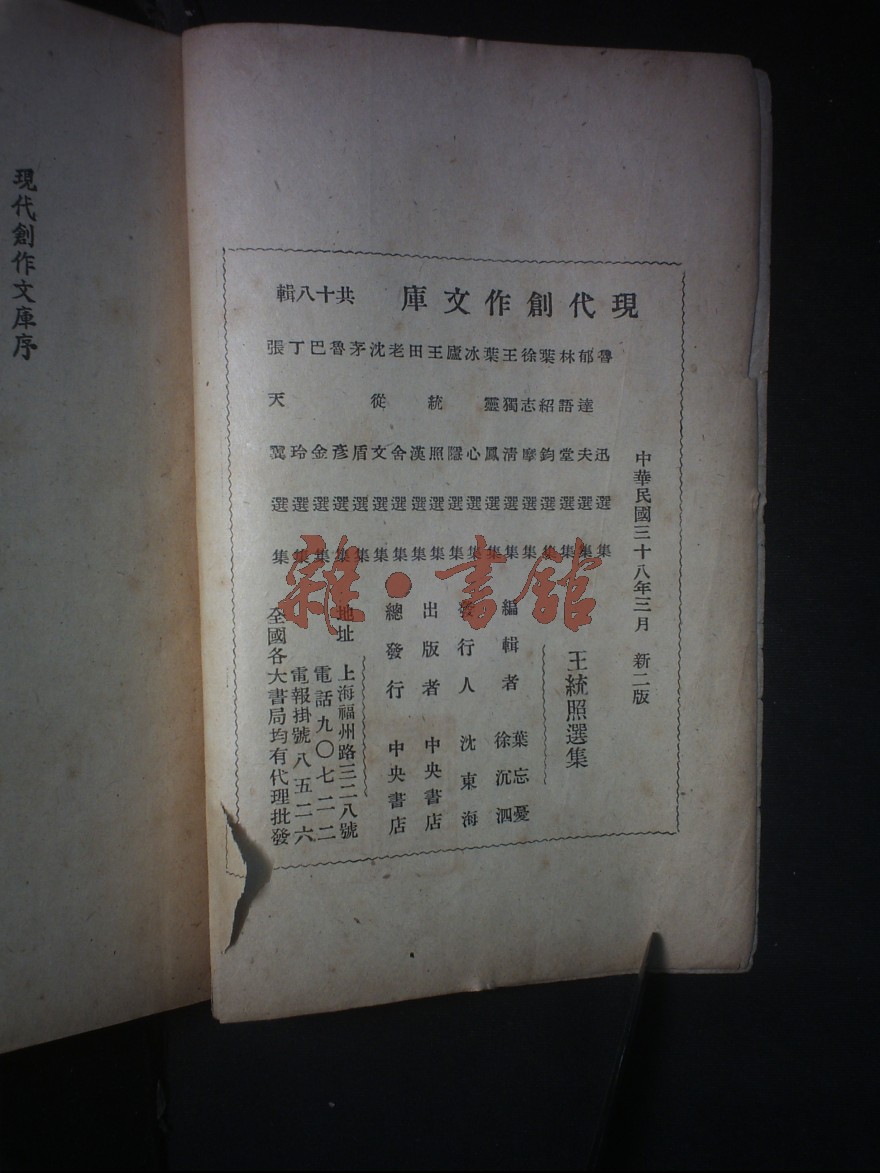 現代創作文庫 共十八輯
魯迅選集
郁達夫選集
林語堂選集
葉紹鈞選集
徐志摩選集
王獨清選集
葉靈鳳選集
冰心選集
廬隱選集
王統照選集
田漢選集
老舍選集
沈從文選集
茅盾選集
魯彥選集
巴金選集
丁玲選集
張天翼選集
中華民國三十八年三月 新二版
王統照選集
編輯者 徐沉泗 葉忘憂
發行人 沈東海
出版者 中央書店
總發行 中央書店
地址 上海福州路三二八號
電話九〇七二二
電報掛號八五二六
全國各大書局均有代理批發
現代創作文庫序
雜·書館